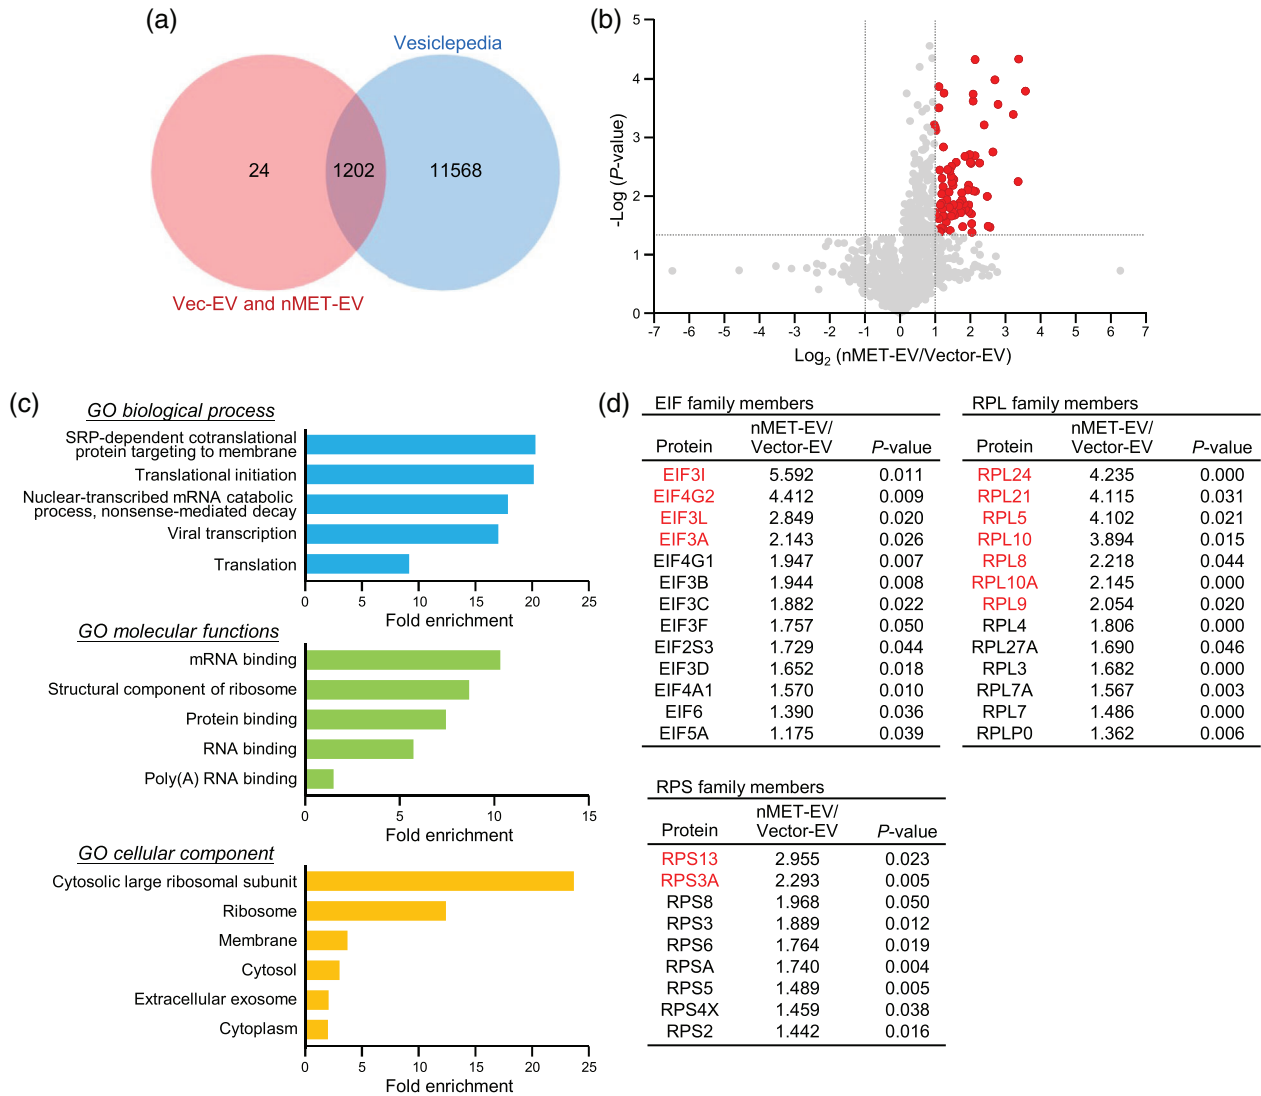 (a)
Vesiclepedia
24
1202
11568
Vec-EV and nMET-EV
(b)
5
4
3
2
1
0
-Log (P-value)
-7 -6 -5 -4 -3 -2 -1 0 1 2 3 4 5 6 7
Log2 (nMET-EV/Vector-EV)
(c)
GO biological process
SRP-dependent cotranslational
protein targeting to membrane
Translational initiation
Nuclear-transcribed mRNA catabolic
process, nonsense-mediated decay
Viral transcription
Translation
0 5 10 15 20 25
Fold enrichment
GO molecular functions
mRNA binding
Structural component of ribosome
Protein binding
RNA binding
Poly(A) RNA binding
0 5 10 15
Fold enrichment
GO cellular component
Cytosolic large ribosomal subunit
Ribosome
Membrane
Cytosol
Extracellular exosome
Cytoplasm
0 5 10 15 20 25
Fold enrichment
(d)
EIF family members
nMET-EV/
Protein Vector-EV P-value
EIF3I 5.592 0.011
EIF4G2 4.412 0.009
EIF3L 2.849 0.020
EIF3A 2.143 0.026
EIF4G1 1.947 0.007
EIF3B 1.944 0.008
EIF3C 1.882 0.022
EIF3F 1.757 0.050
EIF2S3 1.729 0.044
EIF3D 1.652 0.018
EIF4A1 1.570 0.010
EIF6 1.390 0.036
EIF5A 1.175 0.039
RPL family members
nMET-EV/
Protein Vector-EV P-value
RPL24 4.235 0.000
RPL21 4.115 0.031
RPL5 4.102 0.021
RPL10 3.894 0.015
RPL8 2.218 0.044
RPL10A 2.145 0.000
RPL9 2.054 0.020
RPL4 1.806 0.000
RPL27A 1.690 0.046
RPL3 1.682 0.000
RPL7A 1.567 0.003
RPL7 1.486 0.000
RPLP0 1.362 0.006
RPS family members
nMET-EV/
Protein Vector-EV P-value
RPS13 2.955 0.023
RPS3A 2.293 0.005
RPS8 1.968 0.050
RPS3 1.889 0.012
RPS6 1.764 0.019
RPSA 1.740 0.004
RPS5 1.489 0.005
RPS4X 1.459 0.038
RPS2 1.442 0.016